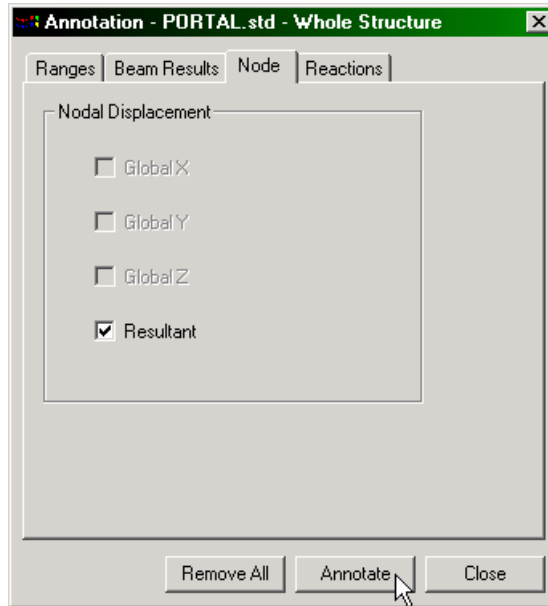 Annotation - PORTAL.std - Whole Structure
Ranges Beam Results Node Reactions
Nodal Displacement
Global X
Global Y
Global Z
Resultant
Remove All Annotate Close